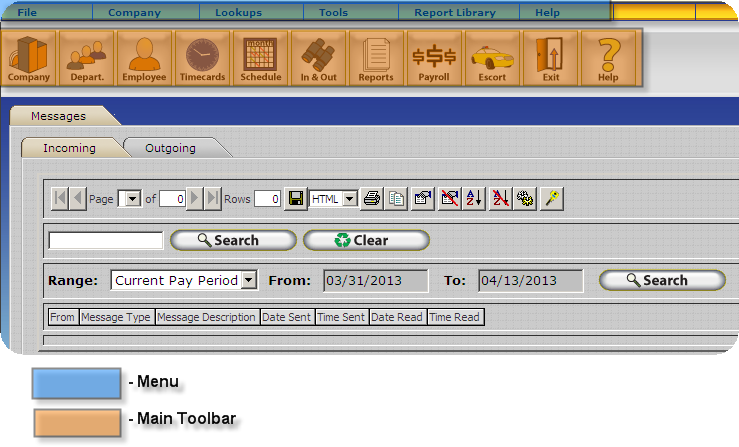 File Company Lookups Tools Report Library Help
Company Depart. Employee Timecards Schedule In & Out Reports Payroll Escort Exit Help
Messages
Incoming Outgoing
Page of 0 Rows 0 HTML
Search Clear
Range: Current Pay Period From: 03/31/2013 To: 04/13/2013 Search
From Message Type Message Description Date Sent Time Sent Date Read Time Read
- Menu
- Main Toolbar